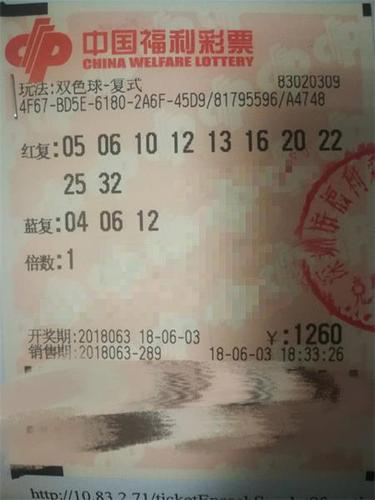 中国福利彩票
CHINA WELFARE LOTTERY
玩法:双色球-复式 83020309
4F67-BD5E-6180-2A6F-45D9/81795596/A4748
红复:05 06 10 12 13 16 20 22
25 32
蓝复:04 06 12
倍数:1
开奖期:2018063 18-06-03 ¥:1260
销售期:2018063-289 18-06-03 18:33:26